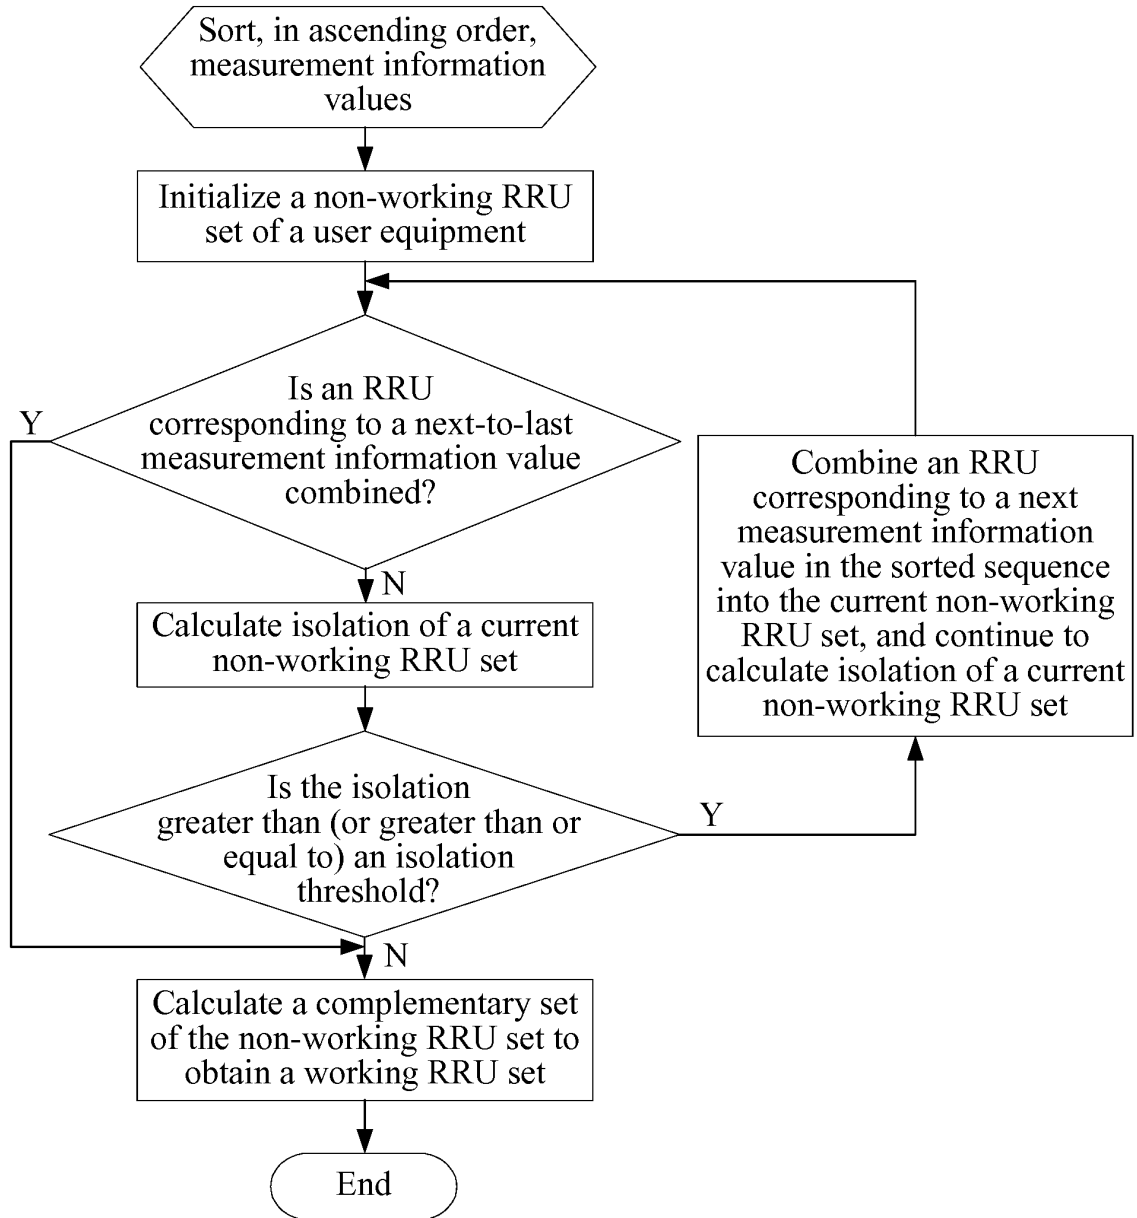 Sort, in ascending order,
measurement information
values
Initialize a non-working RRU
set of a user equipment
Is an RRU
corresponding to a next-to-last
measurement information value
combined?
Y
N
Calculate isolation of a current
non-working RRU set
Is the isolation
greater than (or greater than or
equal to) an isolation
threshold?
Y
Combine an RRU
corresponding to a next
measurement information
value in the sorted sequence
into the current non-working
RRU set, and continue to
calculate isolation of a current
non-working RRU set
N
Calculate a complementary set
of the non-working RRU set to
obtain a working RRU set
End